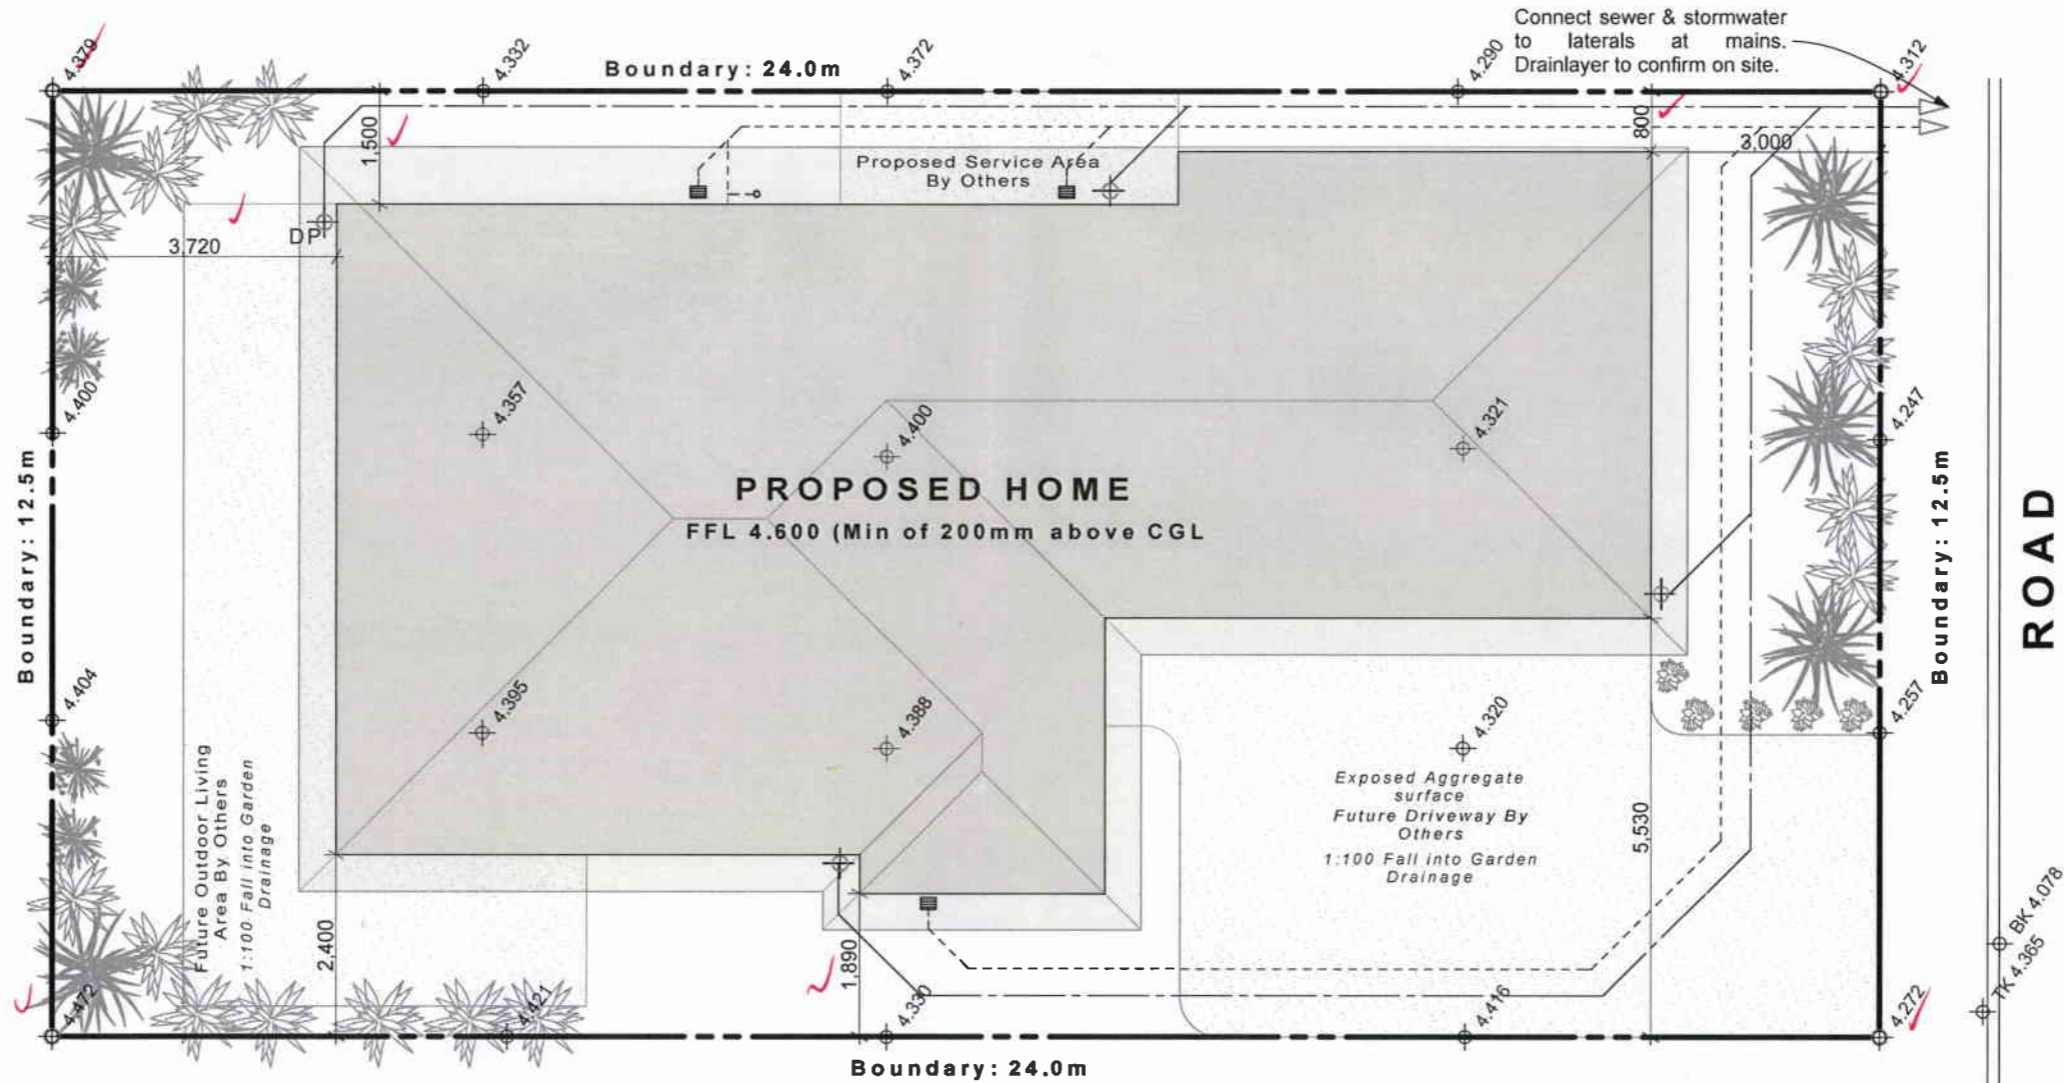 Connect sewer & stormwater
to laterals at mains.
Drainlayer to confirm on site.
4.379
4.332
Boundary: 24.0m
4.372
4.290
4.312
1,500
800
3,000
Proposed Service Area
By Others
DP
3,720
4.400
4.357
4.400
4.321
4.247
Boundary: 12.5m
PROPOSED HOME
FFL 4.600 (Min of 200mm above CGL
Boundary: 12.5m
ROAD
4.404
4.395
4.388
4.320
4.257
Future Outdoor Living
Area By Others
1:100 Fall into Garden
Drainage
Exposed Aggregate
surface
Future Driveway By
Others
1:100 Fall into Garden
Drainage
5,530
2,400
1,890
BK 4.078
TK 4.365
4.472
4.421
4.330
4.416
4.272
Boundary: 24.0m